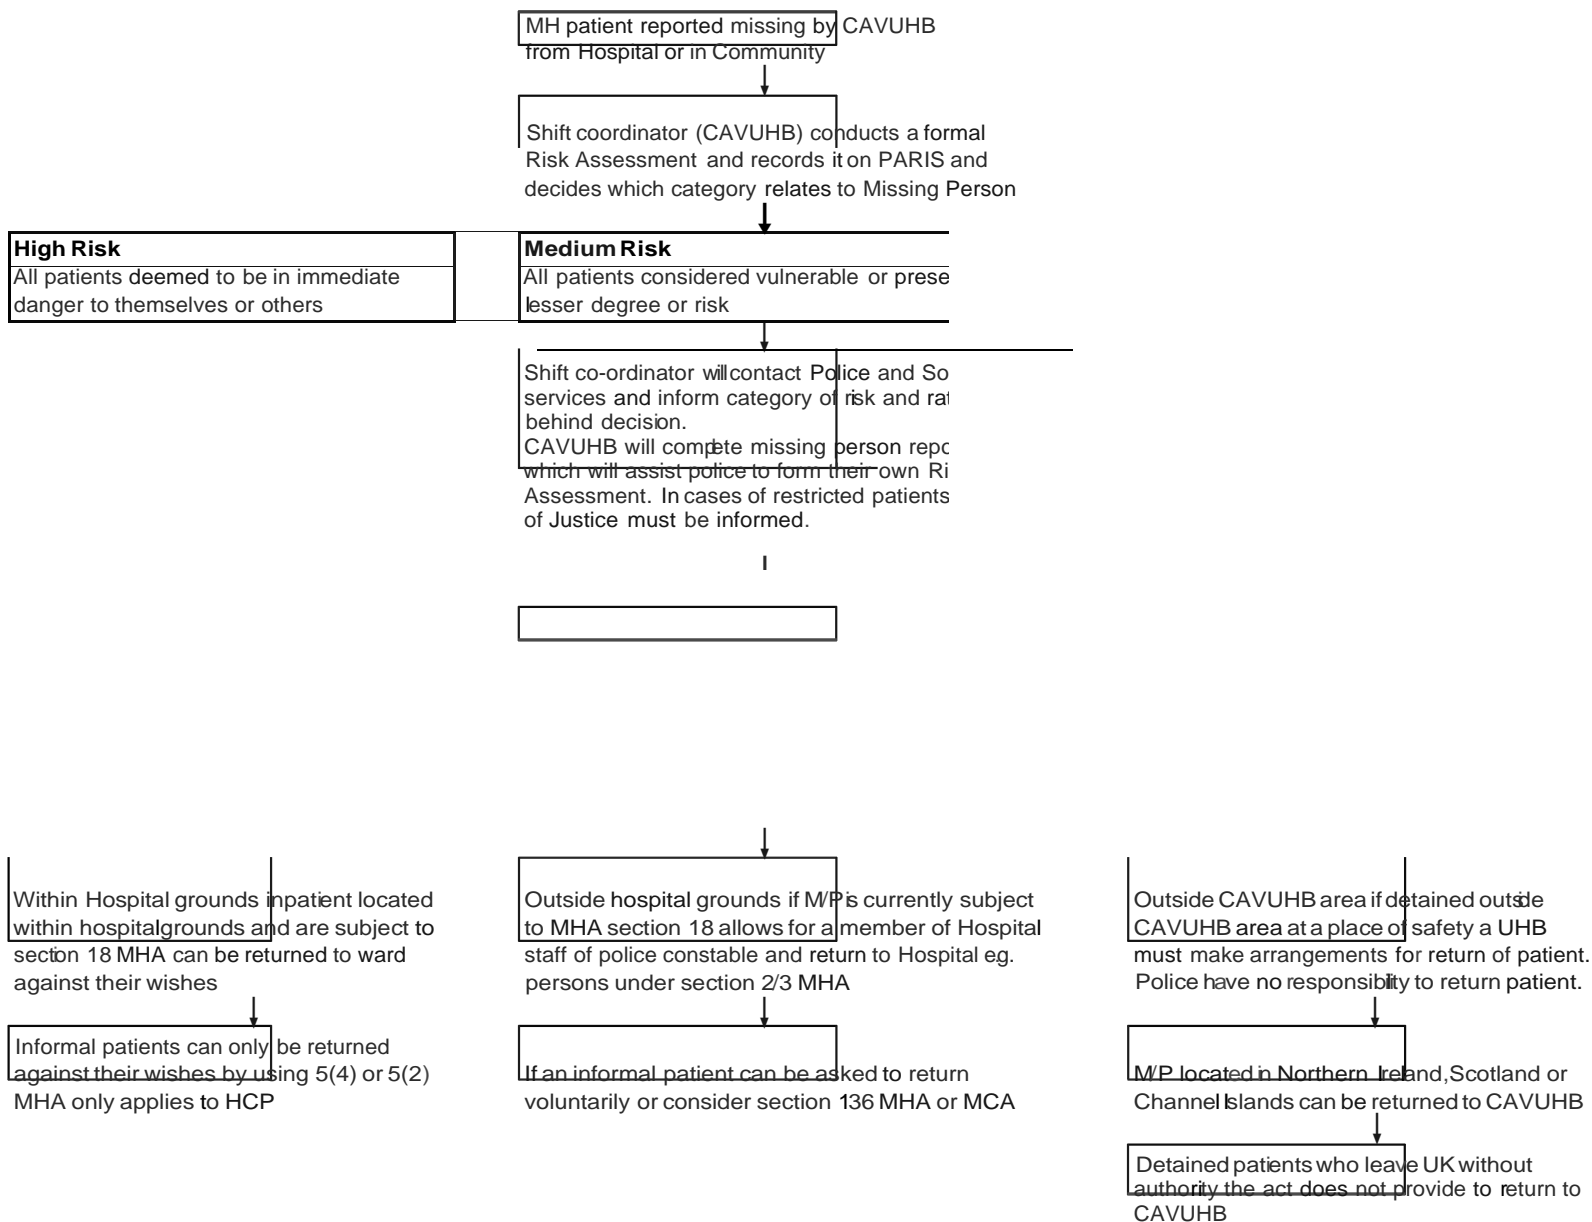 MH patient reported missing by CAVUHB
from Hospital or in Community
Shift coordinator (CAVUHB) conducts a formal
Risk Assessment and records it on PARIS and
decides which category relates to Missing Person
High Risk
All patients deemed to be in immediate
danger to themselves or others
Medium Risk
All patients considered vulnerable or prese
lesser degree or risk
Shift co-ordinator will contact Police and So
services and inform category of risk and rat
behind decision.
CAVUHB will complete missing person repo
which will assist police to form their own Ri
Assessment. In cases of restricted patients
of Justice must be informed.
Within Hospital grounds inpatient located
within hospital grounds and are subject to
section 18 MHA can be returned to ward
against their wishes
Informal patients can only be returned
against their wishes by using 5(4) or 5(2)
MHA only applies to HCP
Outside hospital grounds if M/P is currently subject
to MHA section 18 allows for a member of Hospital
staff of police constable and return to Hospital eg.
persons under section 2/3 MHA
If an informal patient can be asked to return
voluntarily or consider section 136 MHA or MCA
Outside CAVUHB area if detained outside
CAVUHB area at a place of safety a UHB
must make arrangements for return of patient.
Police have no responsibility to return patient.
M/P located in Northern Ireland, Scotland or
Channel Islands can be returned to CAVUHB
Detained patients who leave UK without
authority the act does not provide to return to
CAVUHB